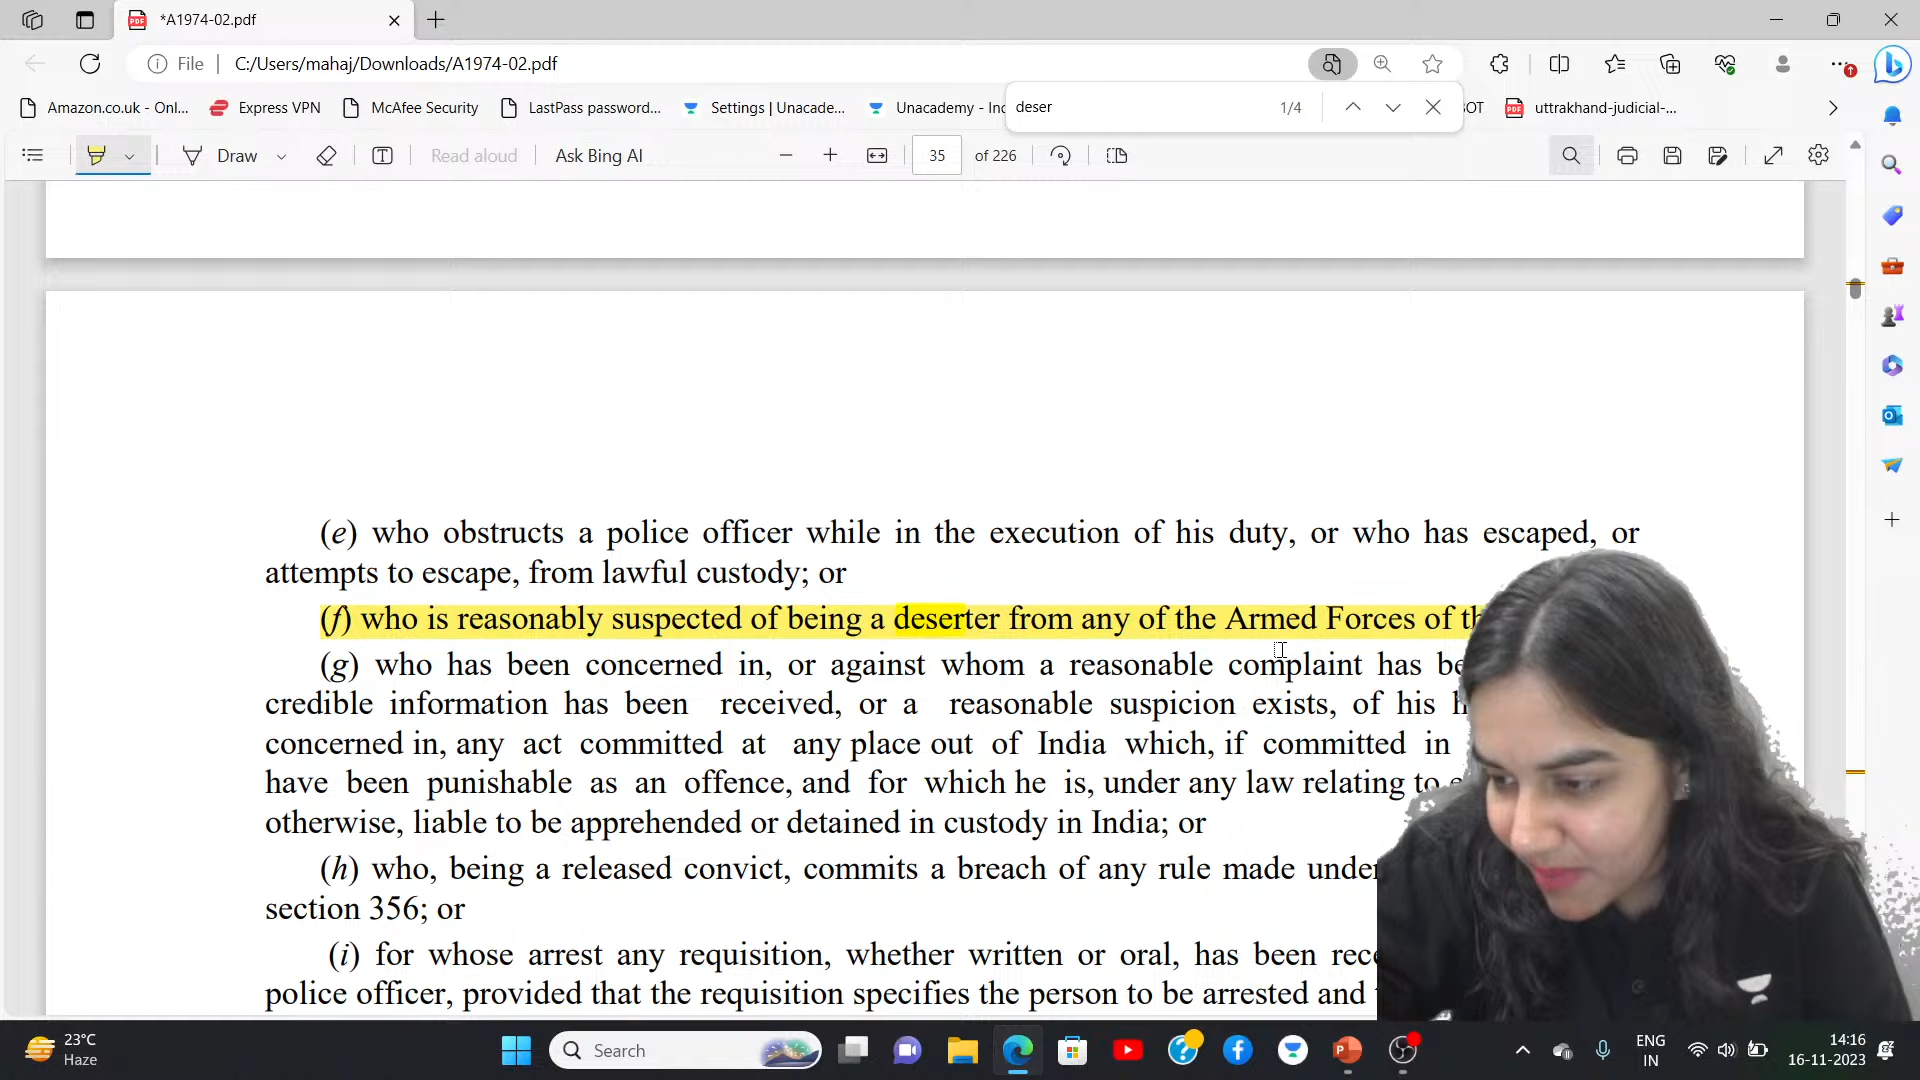 *A1974-02.pdf
File
C:/Users/mahaj/Downloads/A1974-02.pdf
Amazon.co.uk - Onl...
Express VPN
McAfee Security
LastPass password...
Settings | Unacade...
Unacademy - Inc
deser
1/4
OT
uttrakhand-judicial-...
Draw
Read aloud
Ask Bing AI
35
of 226
(e) who obstructs a police officer while in the execution of his duty, or who has escaped, or
attempts to escape, from lawful custody; or
(f) who is reasonably suspected of being a deserter from any of the Armed Forces of th
(g) who has been concerned in, or against whom a reasonable complaint has be
credible information has been received, or a reasonable suspicion exists, of his h
concerned in, any act committed at any place out of India which, if committed in
have been punishable as an offence, and for which he is, under any law relating to e
otherwise, liable to be apprehended or detained in custody in India; or
(h) who, being a released convict, commits a breach of any rule made under
section 356; or
(i) for whose arrest any requisition, whether written or oral, has been rece
police officer, provided that the requisition specifies the person to be arrested and
23°C
Haze
Search
ENG
IN
14:16
16-11-2023